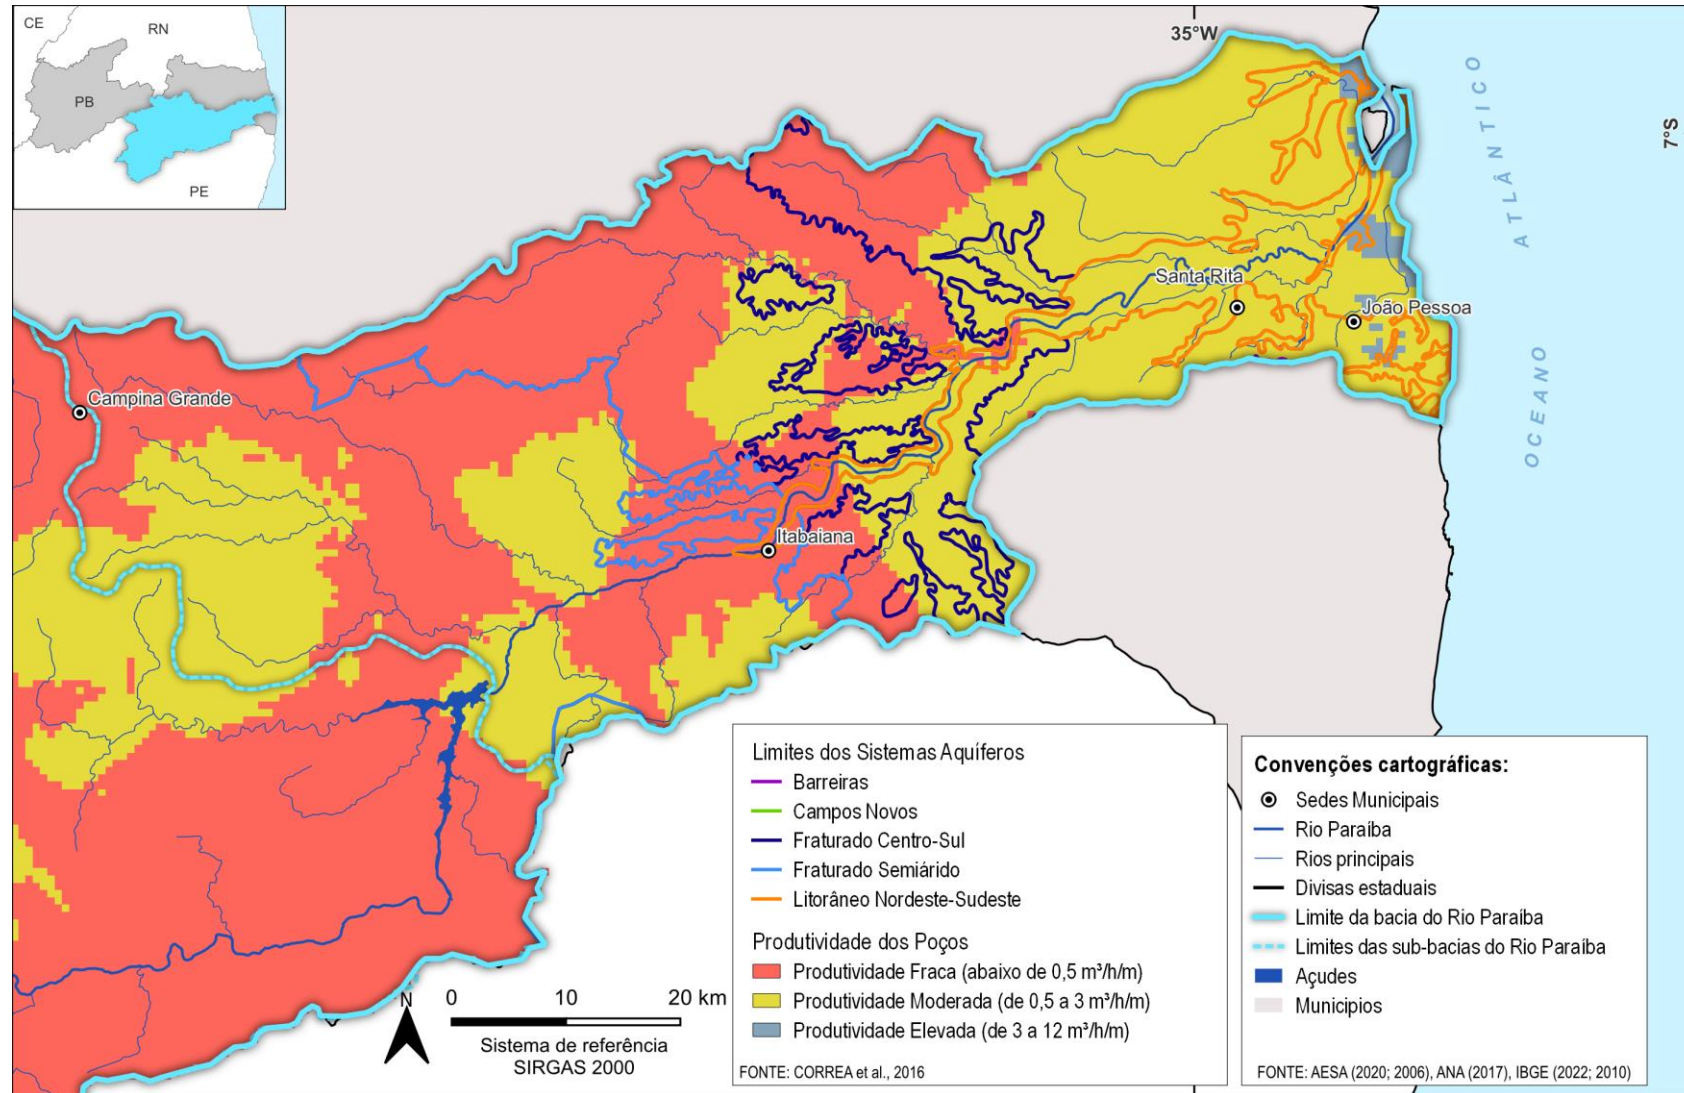 CE
RN
PB
PE
35°W
7°S
OCEANO ATLÂNTICO
Santa Rita
João Pessoa
Campina Grande
Itabaiana
N
0 10 20 km
Sistema de referência
SIRGAS 2000
Limites dos Sistemas Aquíferos
Barreiras
Campos Novos
Fraturado Centro-Sul
Fraturado Semiárido
Litorâneo Nordeste-Sudeste
Produtividade dos Poços
Produtividade Fraca (abaixo de 0,5 m³/h/m)
Produtividade Moderada (de 0,5 a 3 m³/h/m)
Produtividade Elevada (de 3 a 12 m³/h/m)
FONTE: CORREA et al., 2016
Convenções cartográficas:
Sedes Municipais
Rio Paraíba
Rios principais
Divisas estaduais
Limite da bacia do Rio Paraíba
Limites das sub-bacias do Rio Paraíba
Açudes
Municipios
FONTE: AESA (2020; 2006), ANA (2017), IBGE (2022; 2010)